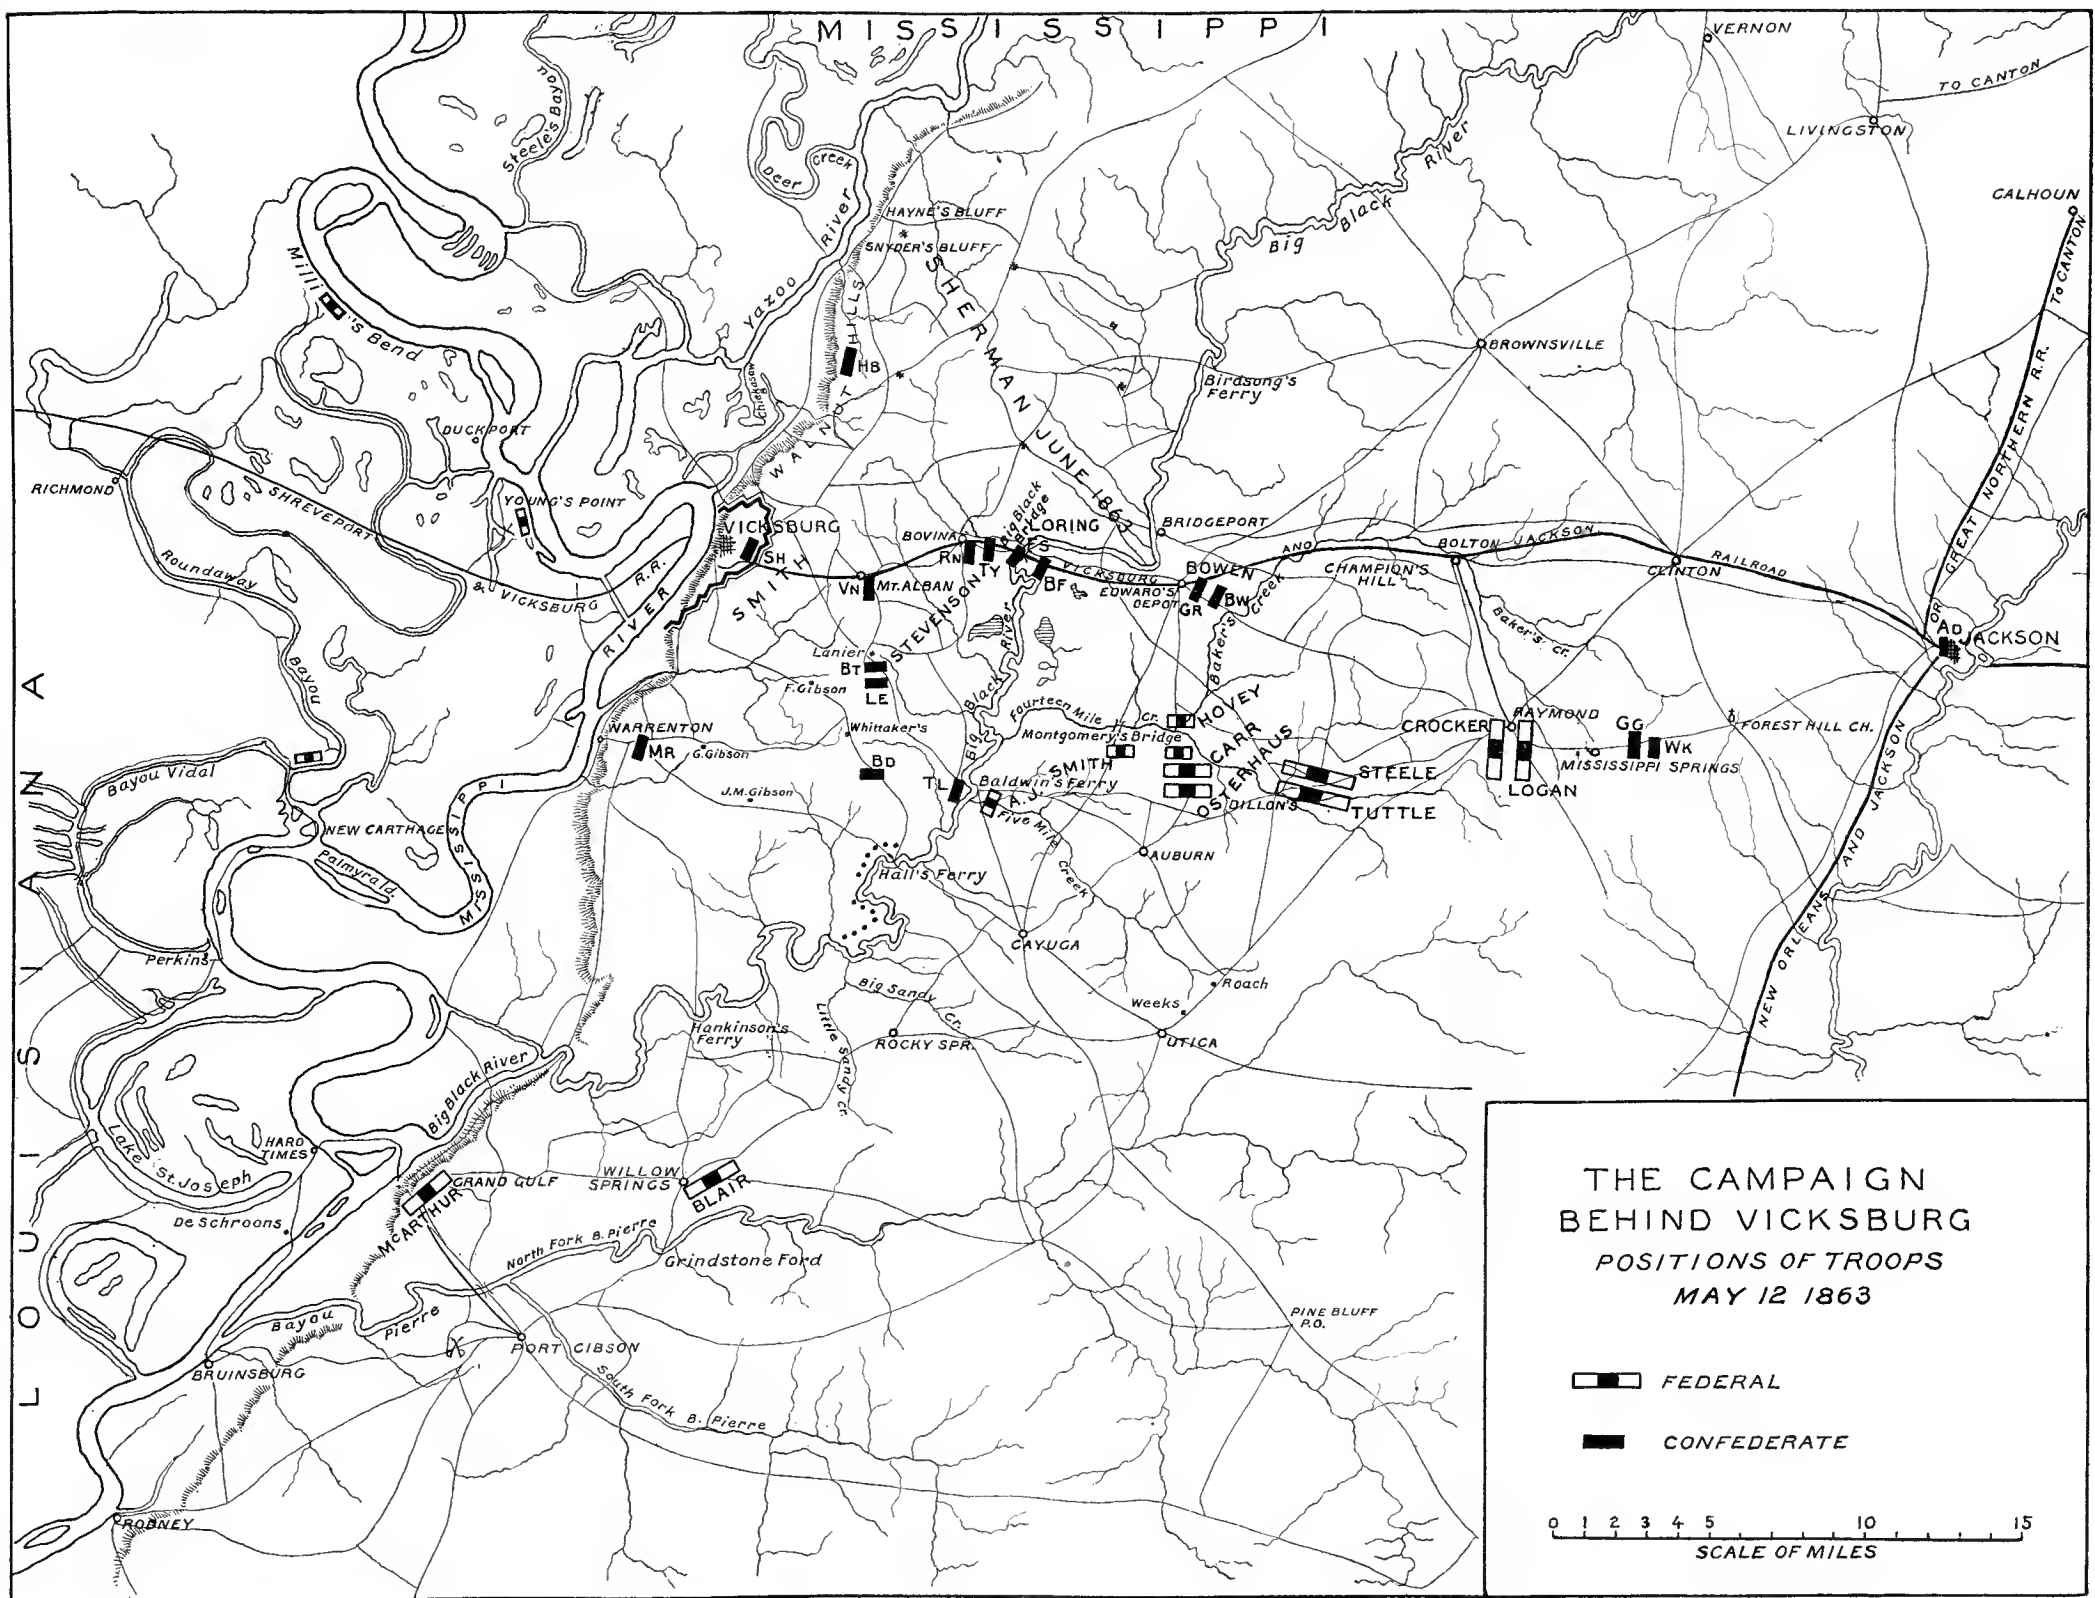 MISSISSIPPI
LOUISIANA
VERNON
TO CANTON
LIVINGSTON
CALHOUN
TO CANTON
Steele's Bayou
Deer Creek
Yazoo River
HAYNE'S BLUFF
SNYDER'S BLUFF
Big Black River
SHERMAN JUNE 1863
Milli 's Bend
WALNUT HILLS
HB
Chickasaw
Birdsong's
Ferry
BROWNSVILLE
DUCKPORT
RICHMOND
SHREVEPORT & VICKSBURG R.R.
YOUNG'S POINT
VICKSBURG
SH
SMITH
BOVINA
RN
TY
Big Black
Bridge
LORING
FS
BF
BRIDGEPORT
VICKSBURG AND JACKSON RAILROAD
BOWEN
EDWARD'S
DEPOT
GR
BW
CHAMPION'S
HILL
BOLTON
CLINTON
GREAT NORTHERN R.R.
OR
AD
JACKSON
Roundaway Bayou
MISSISSIPPI RIVER
VN
MT. ALBAN
STEVENSON
Lanier
BT
LE
F. Gibson
Big Black River
Baker's Creek
Baker's Cr.
Fourteen Mile Cr.
Montgomery's Bridge
HOVEY
CARR
OSTERHAUS
A.J. SMITH
STEELE
TUTTLE
DILLON'S
CROCKER
RAYMOND
LOGAN
GG
WK
MISSISSIPPI SPRINGS
FOREST HILL CH.
NEW ORLEANS AND JACKSON
WARRENTON
MR
G. Gibson
Whittaker's
BD
J.M. Gibson
TL
Baldwin's Ferry
Five Mile Creek
AUBURN
Hall's Ferry
CAYUGA
Bayou Vidal
NEW CARTHAGE
PalmyraId.
Perkins
Big Sandy Cr.
Little Sandy Cr.
Roach
Weeks
UTICA
ROCKY SPR.
Hankinson's
Ferry
Big Black River
HARD
TIMES
Lake St. Joseph
De Schroons
McARTHUR
GRAND GULF
WILLOW
SPRINGS
BLAIR
North Fork B. Pierre
Grindstone Ford
Bayou Pierre
BRUINSBURG
PORT GIBSON
South Fork B. Pierre
PINE BLUFF
P.O.
RODNEY
THE CAMPAIGN
BEHIND VICKSBURG
POSITIONS OF TROOPS
MAY 12 1863
FEDERAL
CONFEDERATE
0 1 2 3 4 5 10 15
SCALE OF MILES